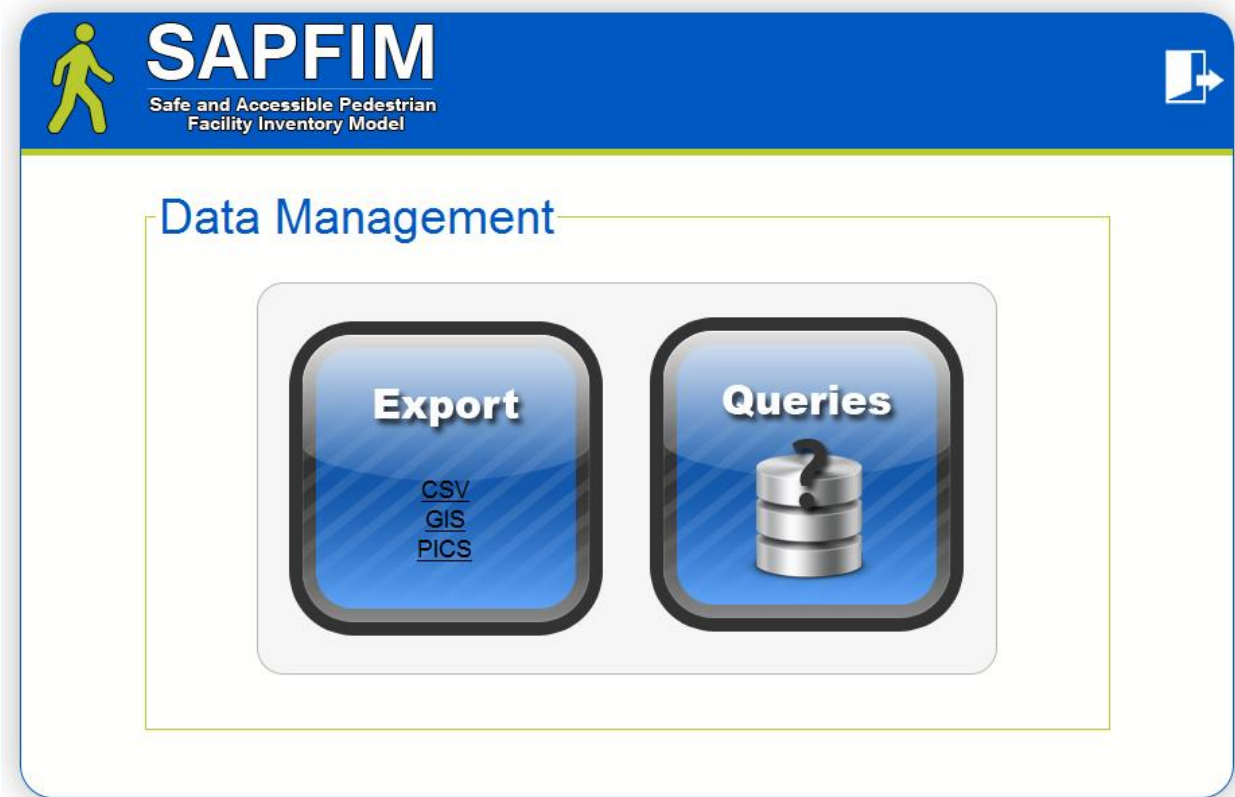 SAPFIM
Safe and Accessible Pedestrian
Facility Inventory Model
Data Management
Export
CSV
GIS
PICS
Queries
?